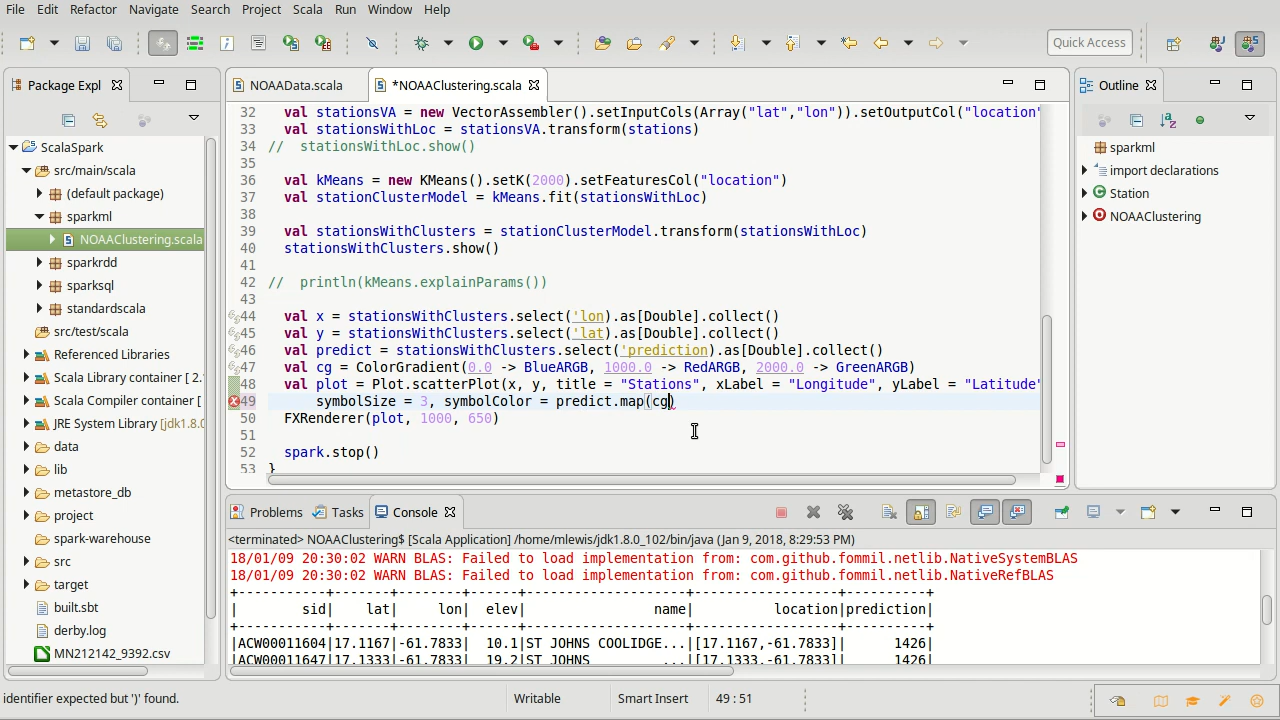 File Edit Refactor Navigate Search Project Scala Run Window Help
Quick Access
Package Expl
NOAAData.scala
*NOAAClustering.scala
Outline
ScalaSpark
src/main/scala
(default package)
sparkml
NOAAClustering.scala
sparkrdd
sparksql
standardscala
src/test/scala
Referenced Libraries
Scala Library container [ 2.
Scala Compiler container [
JRE System Library [jdk1.8.0
data
lib
metastore_db
project
spark-warehouse
src
target
built.sbt
derby.log
MN212142_9392.csv
32 val stationsVA = new VectorAssembler().setInputCols(Array("lat","lon")).setOutputCol("location"
33 val stationsWithLoc = stationsVA.transform(stations)
34 // stationsWithLoc.show()
35
36 val kMeans = new KMeans().setK(2000).setFeaturesCol("location")
37 val stationClusterModel = kMeans.fit(stationsWithLoc)
38
39 val stationsWithClusters = stationClusterModel.transform(stationsWithLoc)
40 stationsWithClusters.show()
41
42 // println(kMeans.explainParams())
43
44 val x = stationsWithClusters.select('lon).as[Double].collect()
45 val y = stationsWithClusters.select('lat).as[Double].collect()
46 val predict = stationsWithClusters.select('prediction).as[Double].collect()
47 val cg = ColorGradient(0.0 -> BlueARGB, 1000.0 -> RedARGB, 2000.0 -> GreenARGB)
48 val plot = Plot.scatterPlot(x, y, title = "Stations", xLabel = "Longitude", yLabel = "Latitude"
49 symbolSize = 3, symbolColor = predict.map(cg)
50 FXRenderer(plot, 1000, 650)
51
52 spark.stop()
53 }
sparkml
import declarations
Station
NOAAClustering
Problems
Tasks
Console
<terminated> NOAAClustering$ [Scala Application] /home/mlewis/jdk1.8.0_102/bin/java (Jan 9, 2018, 8:29:53 PM)
18/01/09 20:30:02 WARN BLAS: Failed to load implementation from: com.github.fommil.netlib.NativeSystemBLAS
18/01/09 20:30:02 WARN BLAS: Failed to load implementation from: com.github.fommil.netlib.NativeRefBLAS
+-----------+-------+--------+-----+--------------------+------------------+----------+
| sid| lat| lon| elev| name| location|prediction|
+-----------+-------+--------+-----+--------------------+------------------+----------+
|ACW00011604|17.1167|-61.7833| 10.1|ST JOHNS COOLIDGE...|[17.1167,-61.7833]| 1426|
|ACW00011647|17.1333|-61.7833| 19.2|ST JOHNS ...|[17.1333,-61.7833]| 1426|
identifier expected but ')' found.
Writable
Smart Insert
49 : 51